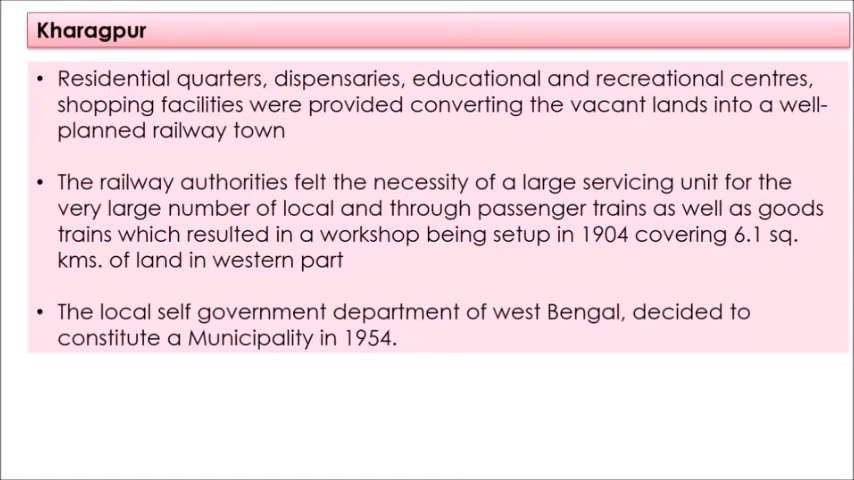 Kharagpur
• Residential quarters, dispensaries, educational and recreational centres,
shopping facilities were provided converting the vacant lands into a well-
planned railway town
• The railway authorities felt the necessity of a large servicing unit for the
very large number of local and through passenger trains as well as goods
trains which resulted in a workshop being setup in 1904 covering 6.1 sq.
kms. of land in western part
• The local self government department of west Bengal, decided to
constitute a Municipality in 1954.